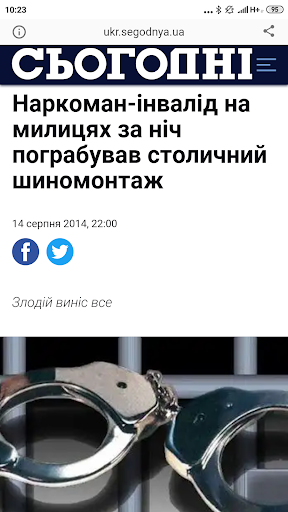 10:23
H+
95
ukr.segodnya.ua
СЬОГОДНІ
Наркоман-інвалід на
милицях за ніч
пограбував столичний
шиномонтаж
14 серпня 2014, 22:00
Злодій виніс все